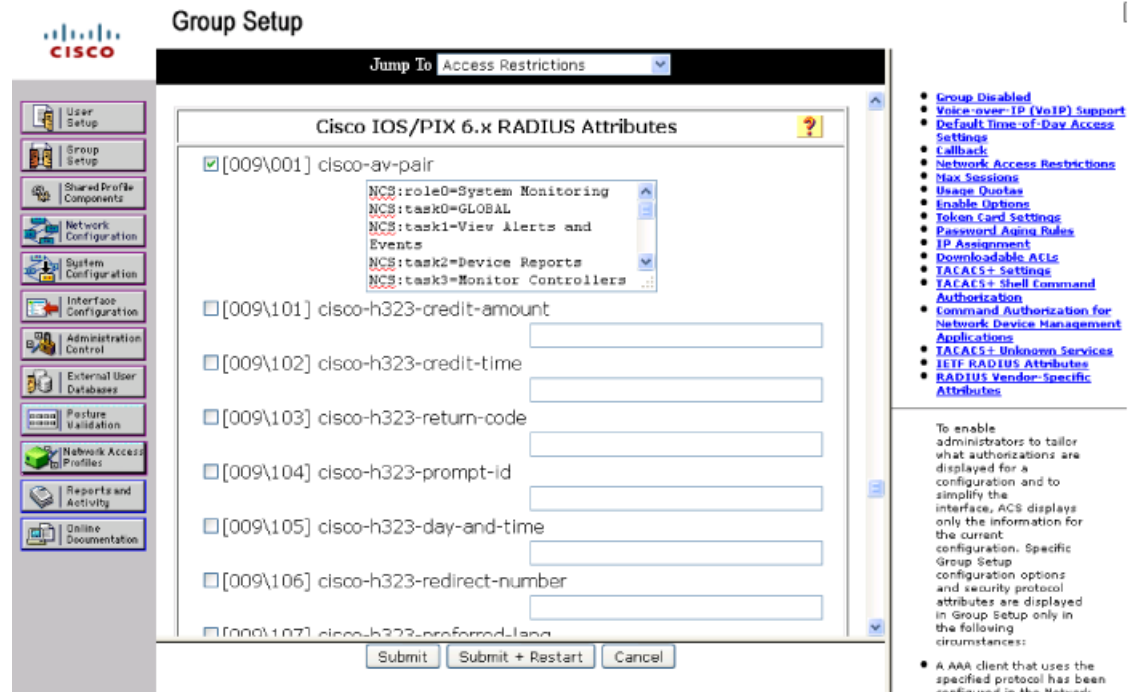 CISCO
Group Setup
Jump To Access Restrictions
User
Setup
Group
Setup
Shared Profile
Components
Network
Configuration
System
Configuration
Interface
Configuration
Administration
Control
External User
Databases
Posture
Validation
Network Access
Profiles
Reports and
Activity
Online
Documentation
Cisco IOS/PIX 6.x RADIUS Attributes
?
[009\001] cisco-av-pair
NCS:role0=System Monitoring
NCS:task0=GLOBAL
NCS:task1=View Alerts and
Events
NCS:task2=Device Reports
NCS:task3=Monitor Controllers
[009\101] cisco-h323-credit-amount
[009\102] cisco-h323-credit-time
[009\103] cisco-h323-return-code
[009\104] cisco-h323-prompt-id
[009\105] cisco-h323-day-and-time
[009\106] cisco-h323-redirect-number
[009\107] cisco-h323-preferred-lang
Submit Submit + Restart Cancel
Group Disabled
Voice-over-IP (VoIP) Support
Default Time-of-Day Access
Settings
Callback
Network Access Restrictions
Max Sessions
Usage Quotas
Enable Options
Token Card Settings
Password Aging Rules
IP Assignment
Downloadable ACLs
TACACS+ Settings
TACACS+ Shell Command
Authorization
Command Authorization for
Network Device Management
Applications
TACACS+ Unknown Services
IETF RADIUS Attributes
RADIUS Vendor-Specific
Attributes
To enable
administrators to tailor
what authorizations are
displayed for a
configuration and to
simplify the
interface, ACS displays
only the information for
the current
configuration. Specific
Group Setup
configuration options
and security protocol
attributes are displayed
in Group Setup only in
the following
circumstances:
A AAA client that uses the
specified protocol has been
configured in the Network